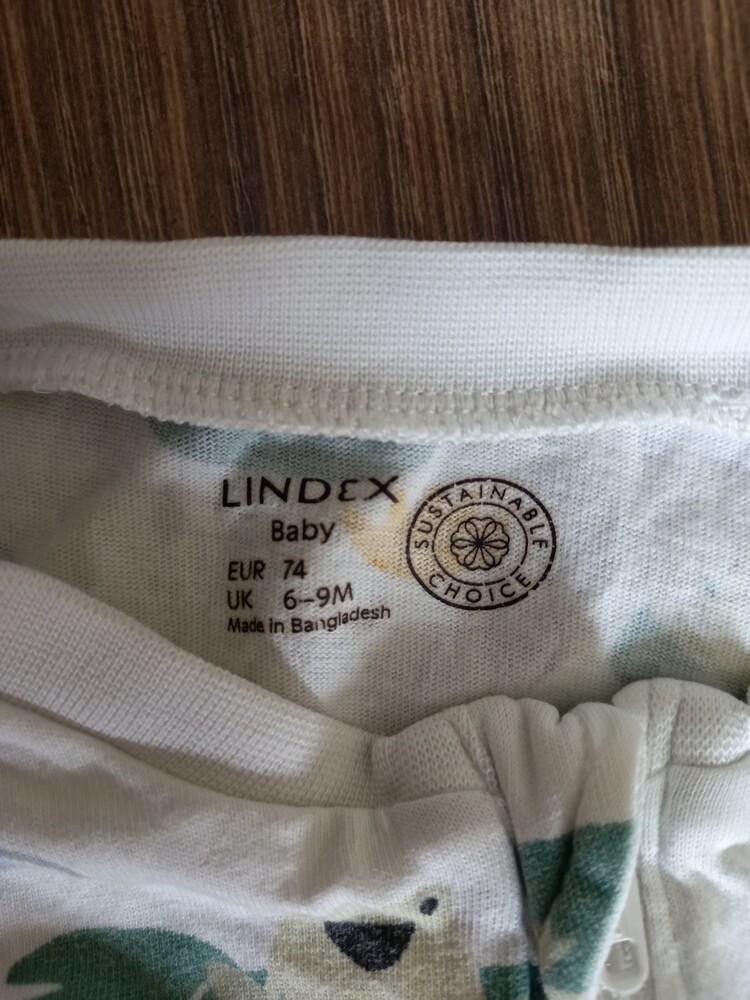 LINDEX
Baby
EUR 74
UK 6-9M
Made in Bangladesh
SUSTAINABLE
CHOICE